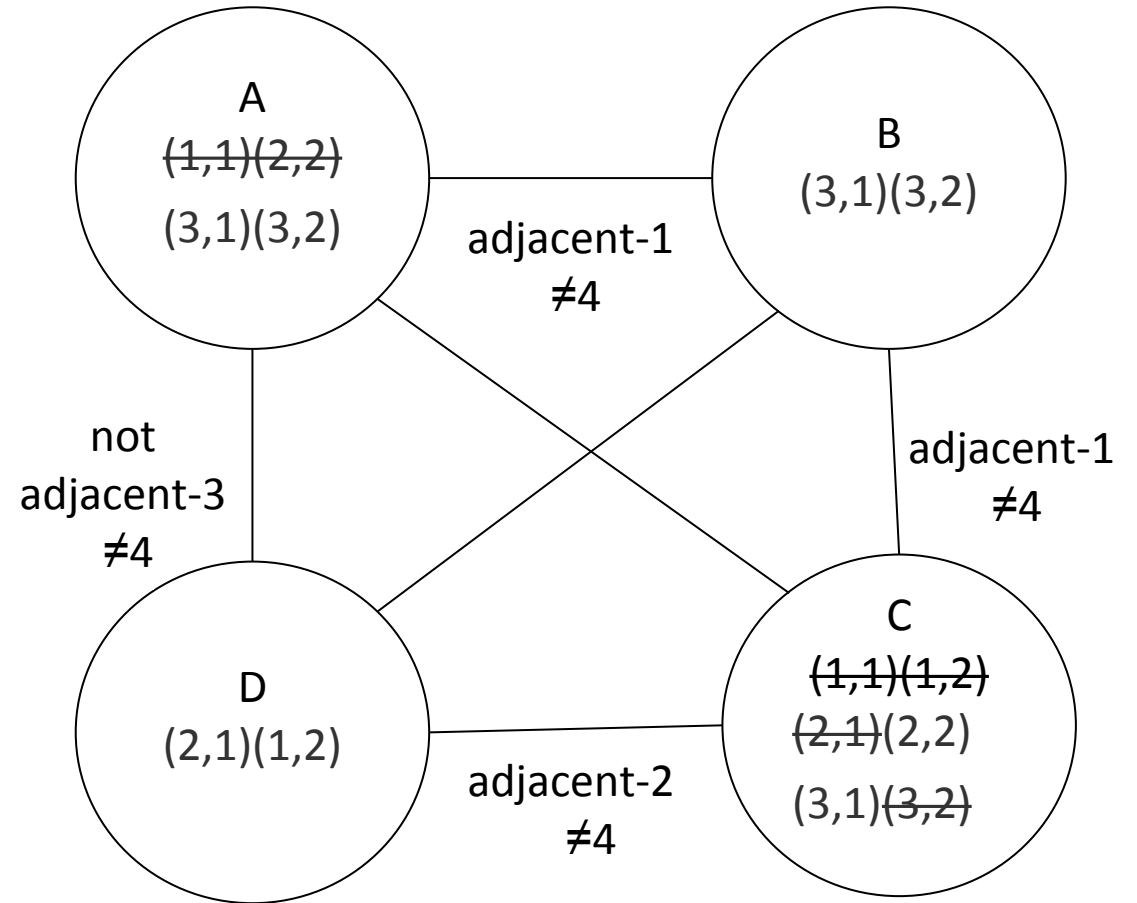 A
(1,1)(2,2)
(3,1)(3,2)
B
(3,1)(3,2)
adjacent-1
≠4
not
adjacent-3
≠4
adjacent-1
≠4
D
(2,1)(1,2)
adjacent-2
≠4
C
(1,1)(1,2)
(2,1)(2,2)
(3,1)(3,2)